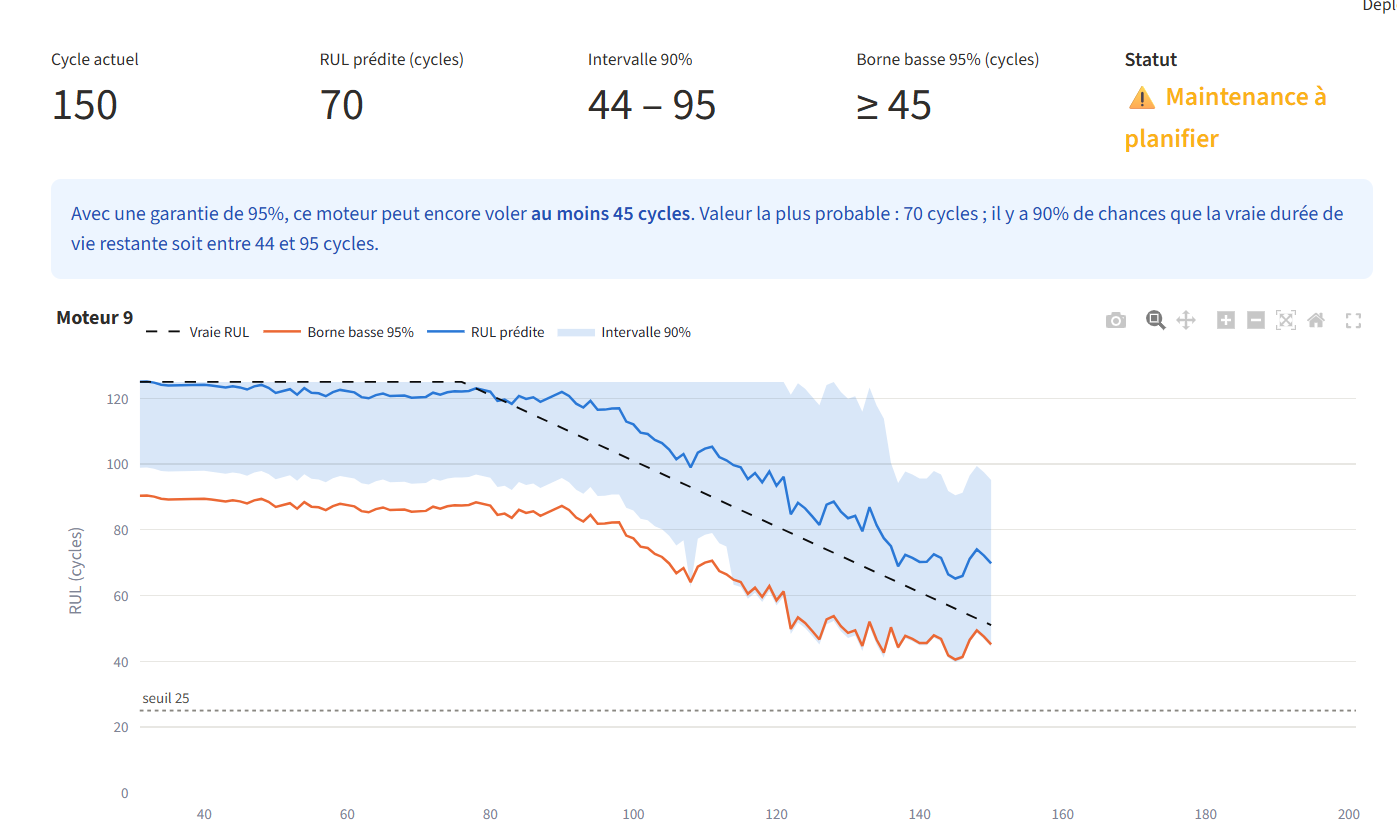 Dépl
Cycle actuel
RUL prédite (cycles)
Intervalle 90%
Borne basse 95% (cycles)
Statut
150
70
44 – 95
≥ 45
⚠️ Maintenance à
planifier
Avec une garantie de 95%, ce moteur peut encore voler au moins 45 cycles. Valeur la plus probable : 70 cycles ; il y a 90% de chances que la vraie durée de
vie restante soit entre 44 et 95 cycles.
Moteur 9
Vraie RUL
Borne basse 95%
RUL prédite
Intervalle 90%
RUL (cycles)
120
100
80
60
40
seuil 25
20
0
40 60 80 100 120 140 160 180 200